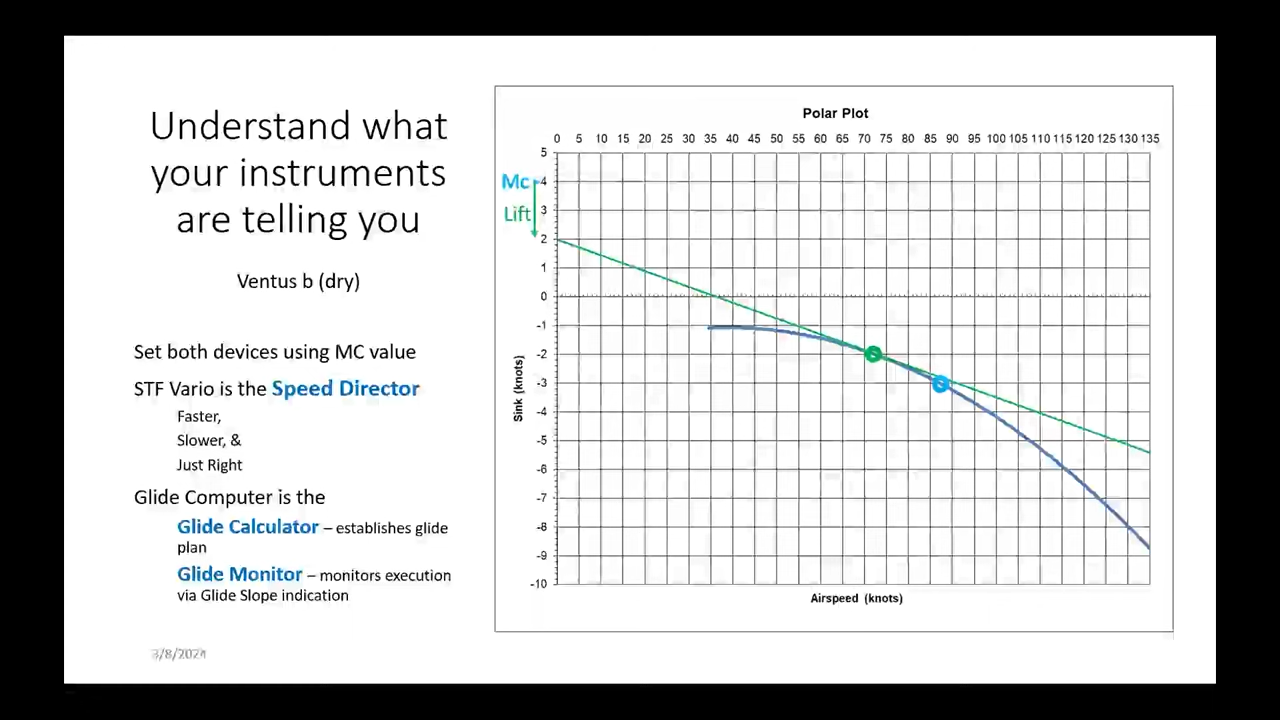 Understand what
your instruments
are telling you
Ventus b (dry)
Set both devices using MC value
STF Vario is the Speed Director
Faster,
Slower, &
Just Right
Glide Computer is the
Glide Calculator – establishes glide
plan
Glide Monitor – monitors execution
via Glide Slope indication
3/8/2024
Polar Plot
0 5 10 15 20 25 30 35 40 45 50 55 60 65 70 75 80 85 90 95 100 105 110 115 120 125 130 135
5
Mc 4
Lift 3
2
1
0
-1
-2
-3
-4
-5
-6
-7
-8
-9
-10
Sink (knots)
Airspeed (knots)